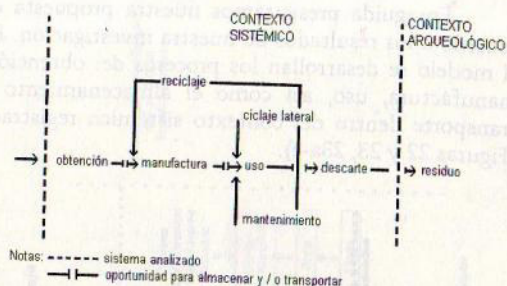 CONTEXTO
SISTÉMICO
CONTEXTO
ARQUEOLÓGICO
reciclaje
ciclaje lateral
obtención
manufactura
uso
descarte
residuo
mantenimiento
Notas:
sistema analizado
oportunidad para almacenar y / o transportar